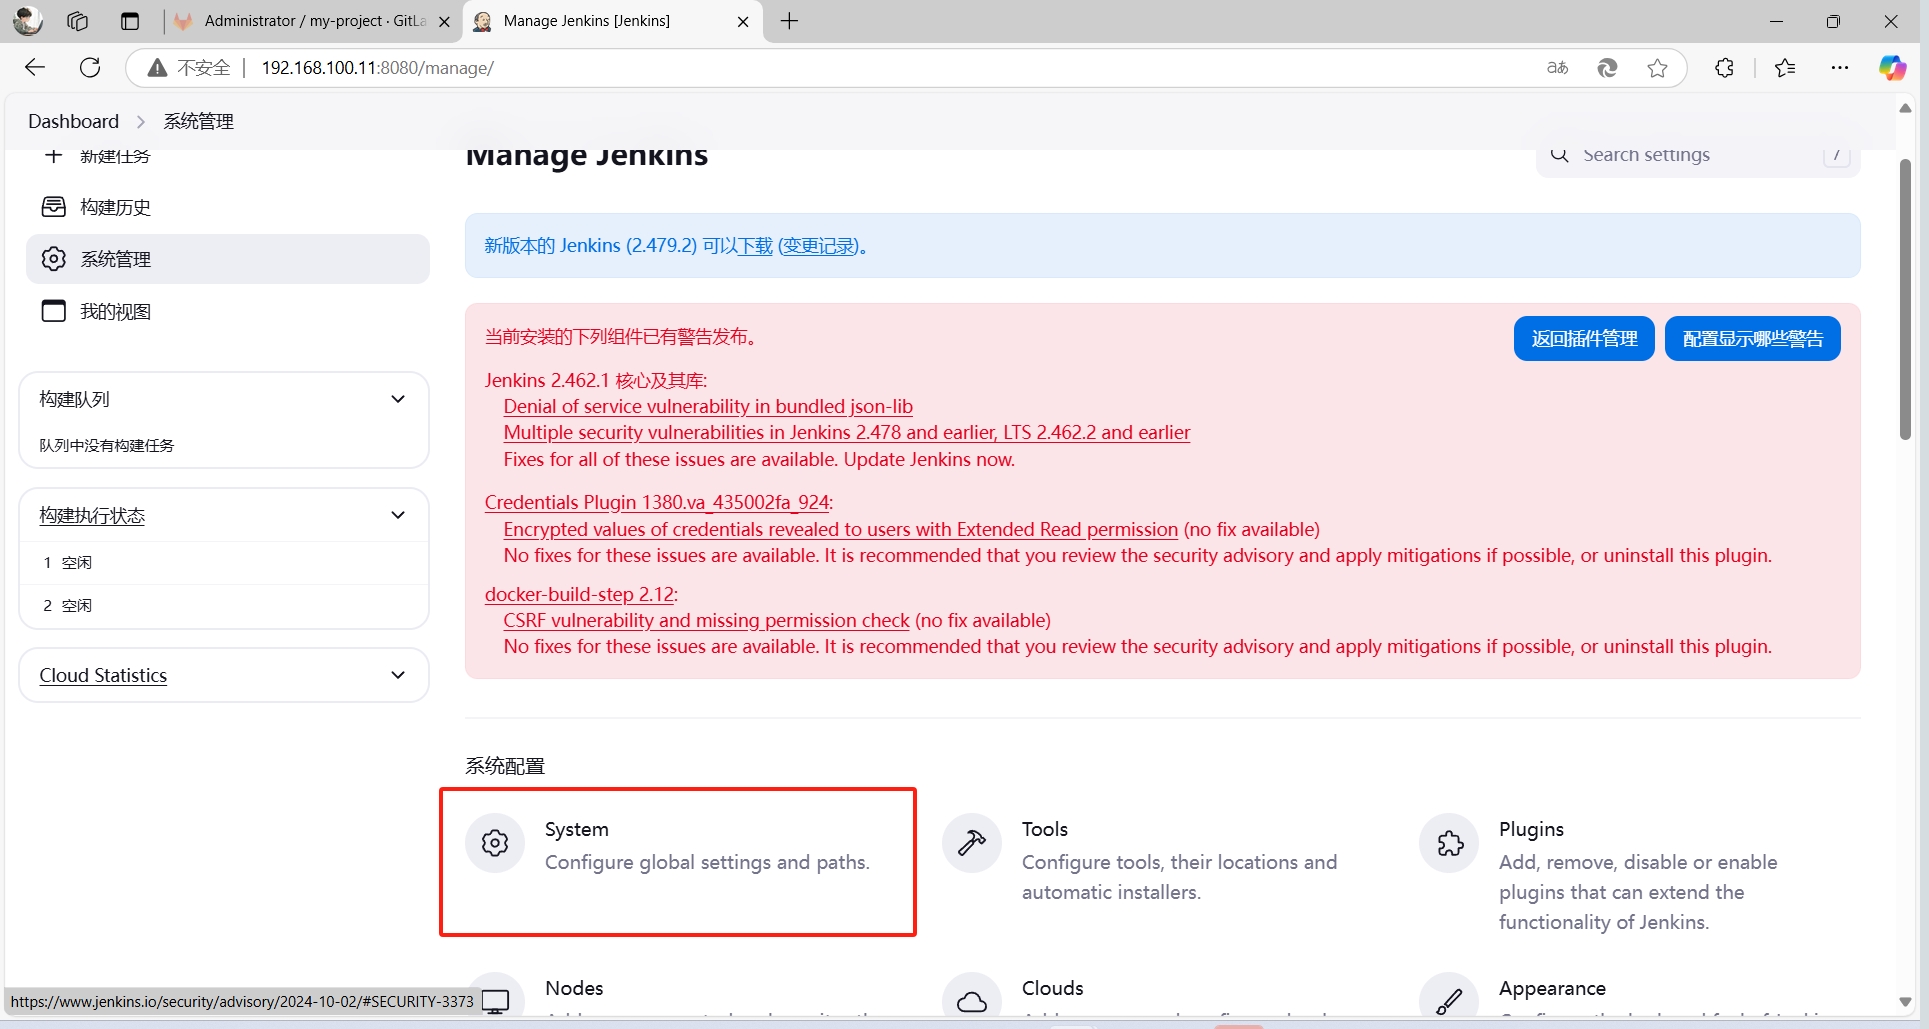 Administrator / my-project · GitLa
Manage Jenkins [Jenkins]
不安全
192.168.100.11:8080/manage/
aあ
Dashboard
系统管理
新建任务
构建历史
系统管理
我的视图
构建队列
队列中没有构建任务
构建执行状态
1 空闲
2 空闲
Cloud Statistics
Manage Jenkins
Search settings
/
新版本的 Jenkins (2.479.2) 可以下载 (变更记录)。
当前安装的下列组件已有警告发布。
返回插件管理
配置显示哪些警告
Jenkins 2.462.1 核心及其库:
Denial of service vulnerability in bundled json-lib
Multiple security vulnerabilities in Jenkins 2.478 and earlier, LTS 2.462.2 and earlier
Fixes for all of these issues are available. Update Jenkins now.
Credentials Plugin 1380.va_435002fa_924:
Encrypted values of credentials revealed to users with Extended Read permission (no fix available)
No fixes for these issues are available. It is recommended that you review the security advisory and apply mitigations if possible, or uninstall this plugin.
docker-build-step 2.12:
CSRF vulnerability and missing permission check (no fix available)
No fixes for these issues are available. It is recommended that you review the security advisory and apply mitigations if possible, or uninstall this plugin.
系统配置
System
Configure global settings and paths.
Tools
Configure tools, their locations and
automatic installers.
Plugins
Add, remove, disable or enable
plugins that can extend the
functionality of Jenkins.
Nodes
Clouds
Appearance
https://www.jenkins.io/security/advisory/2024-10-02/#SECURITY-3373